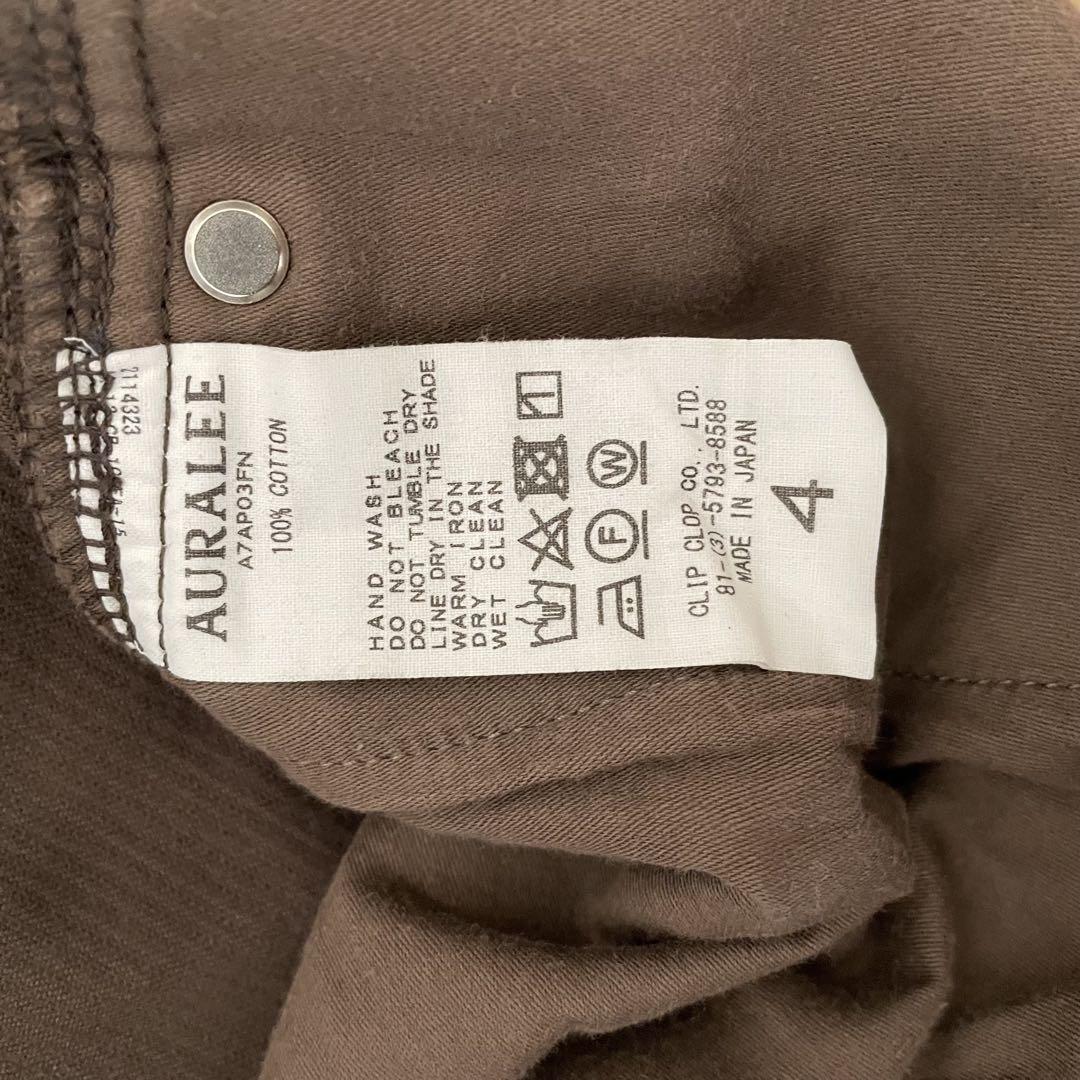 AURALEE
A7AP03FN
100% COTTON
HAND WASH
DO NOT BLEACH
DO NOT TUMBLE DRY
LINE DRY IN THE SHADE
WARM IRON
DRY CLEAN
WET CLEAN
W
F
CLIP CLOP CO., LTD.
81-(3)-5793-8588
MADE IN JAPAN
4
2114323